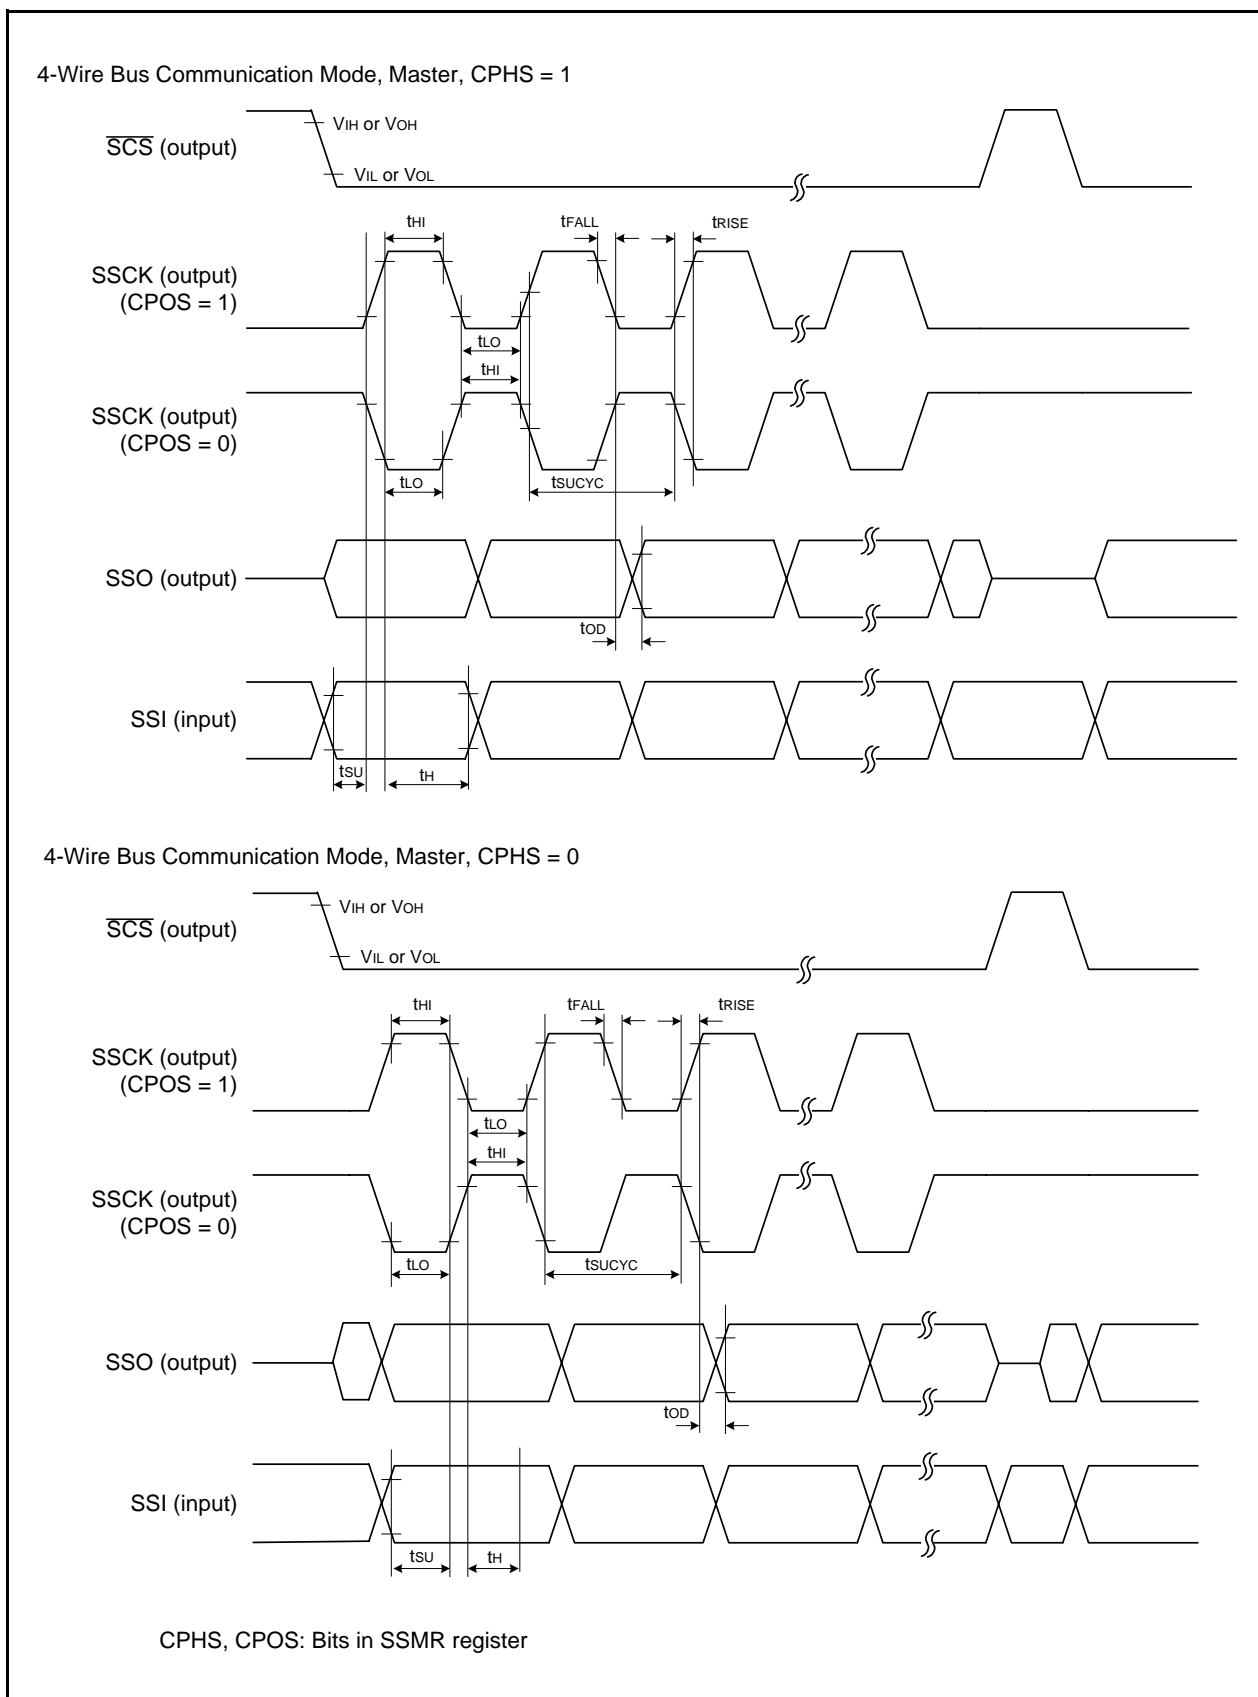 4-Wire Bus Communication Mode, Master, CPHS = 1
VIH or VOH
SCS (output)
VIL or VOL
tHI
tFALL
tRISE
SSCK (output)
(CPOS = 1)
tLO
tHI
SSCK (output)
(CPOS = 0)
tLO
tSUCYC
SSO (output)
tOD
SSI (input)
tSU
tH
4-Wire Bus Communication Mode, Master, CPHS = 0
VIH or VOH
SCS (output)
VIL or VOL
tHI
tFALL
tRISE
SSCK (output)
(CPOS = 1)
tLO
tHI
SSCK (output)
(CPOS = 0)
tLO
tSUCYC
SSO (output)
tOD
SSI (input)
tSU
tH
CPHS, CPOS: Bits in SSMR register